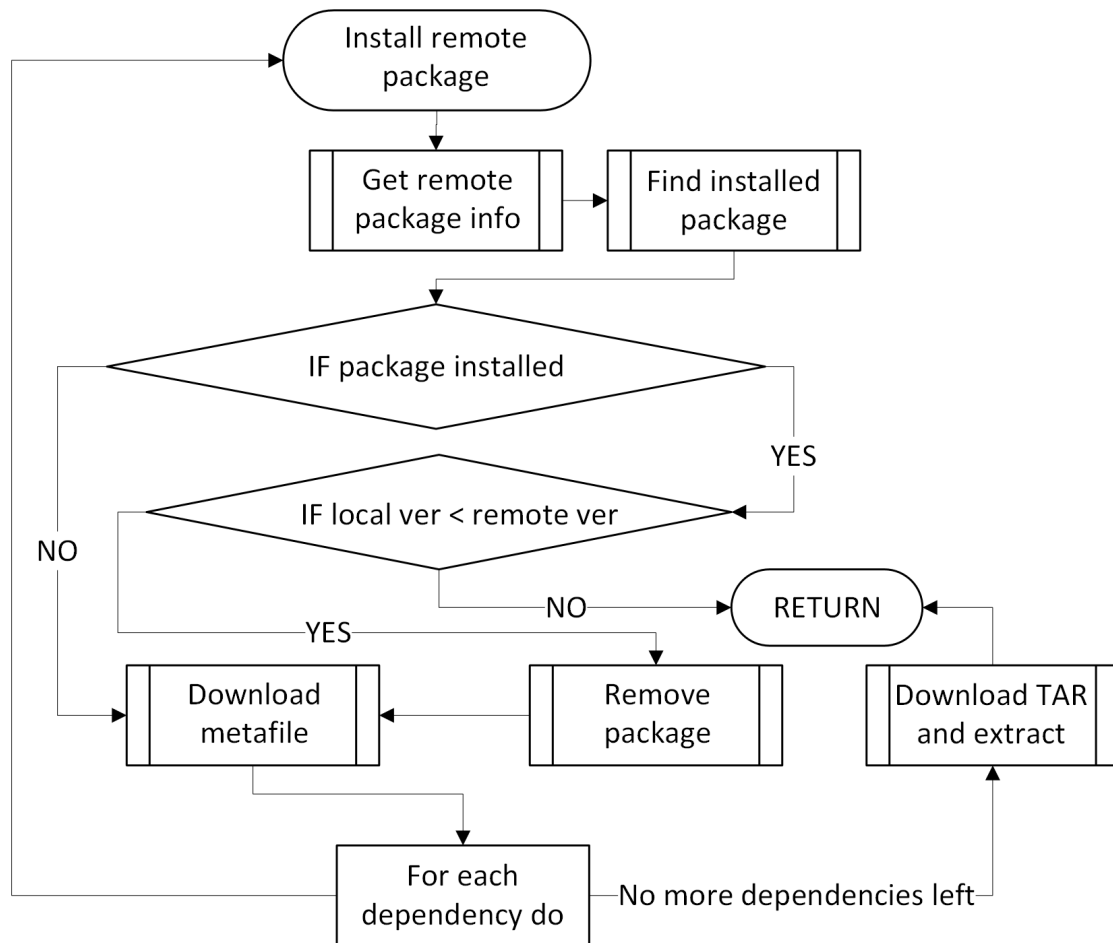 Install remote
package
Get remote
package info
Find installed
package
IF package installed
YES
IF local ver < remote ver
NO
NO
RETURN
YES
Download
metafile
Remove
package
Download TAR
and extract
For each
dependency do
No more dependencies left